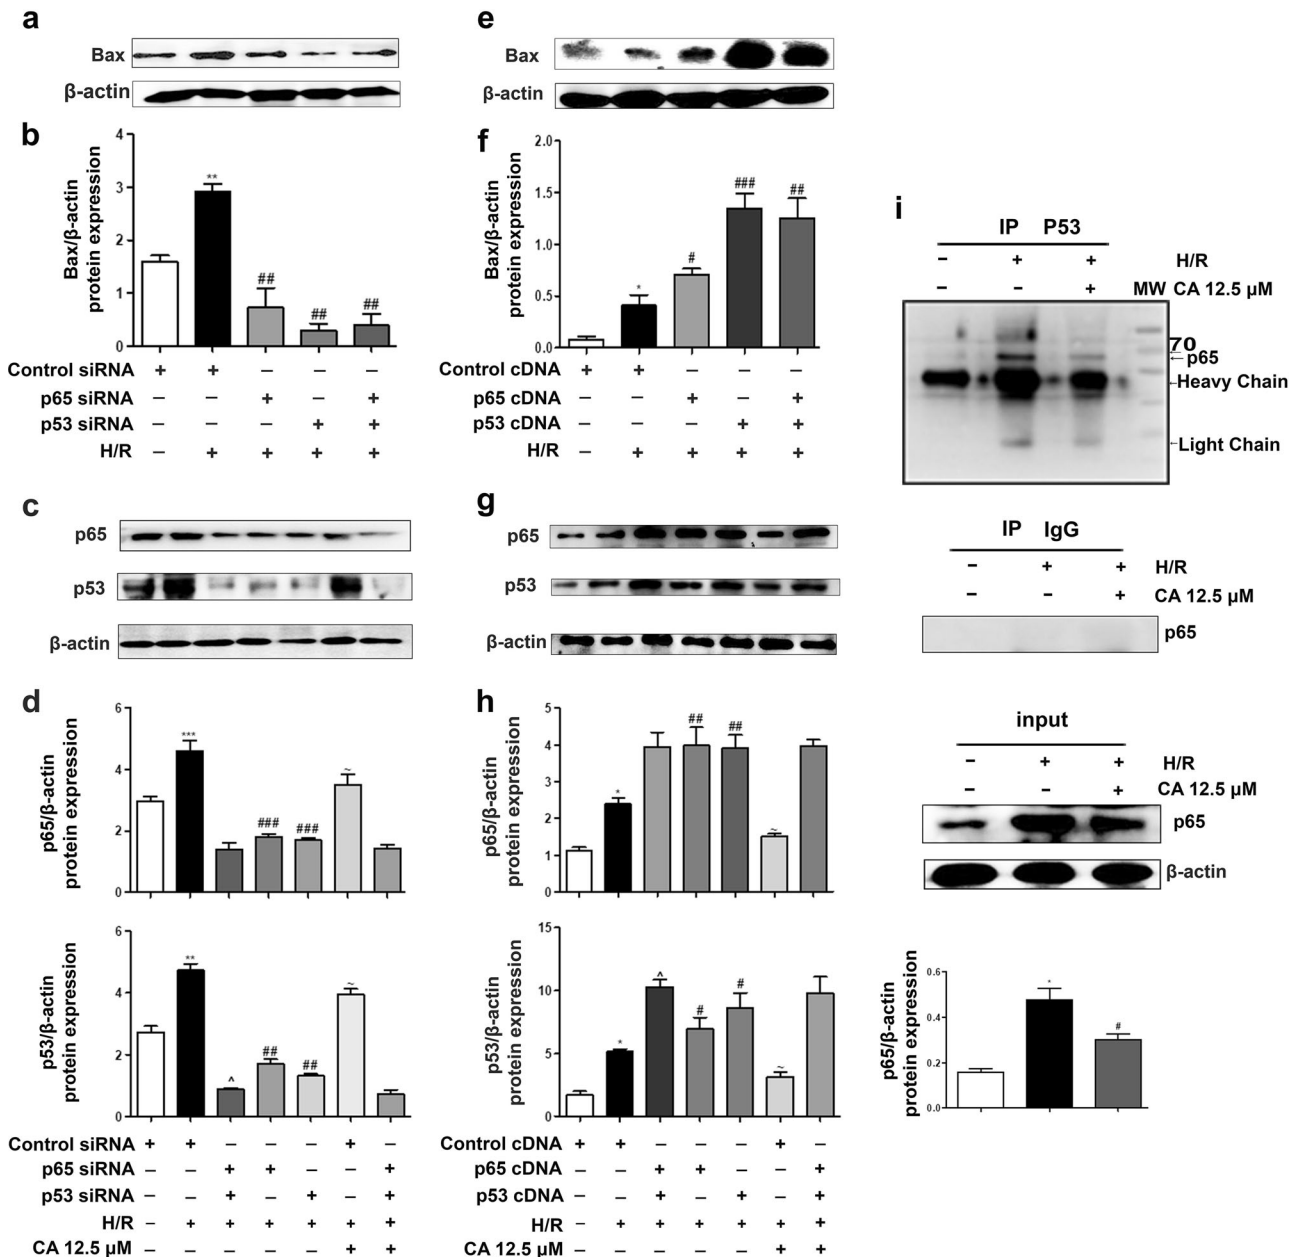 a
Bax
β-actin
b
4
3
2
1
0
Bax/β-actin
protein expression
**
##
##
##
Control siRNA + + – – –
p65 siRNA – – + – +
p53 siRNA – – – + +
H/R – + + + +
c
p65
p53
β-actin
d
6
4
2
0
p65/β-actin
protein expression
***
###
###
~
6
4
2
0
p53/β-actin
protein expression
**
^
##
##
~
Control siRNA + + – – – + –
p65 siRNA – – + + – – +
p53 siRNA – – + – + – +
H/R – + + + + + +
CA 12.5 μM – – – – – + +
e
Bax
β-actin
f
2.0
1.5
1.0
0.5
0.0
Bax/β-actin
protein expression
*
#
###
##
Control cDNA + + – – –
p65 cDNA – – + – +
p53 cDNA – – – + +
H/R – + + + +
g
p65
p53
β-actin
h
5
4
3
2
1
0
p65/β-actin
protein expression
*
##
##
~
15
10
5
0
p53/β-actin
protein expression
*
^
#
#
~
Control cDNA + + – – – + –
p65 cDNA – – + + – – +
p53 cDNA – – + – + – +
H/R – + + + + + +
CA 12.5 μM – – – – – + +
i
IP P53
– + + H/R
– – + MW CA 12.5 μM
70
←p65
←Heavy Chain
←Light Chain
IP IgG
– + + H/R
– – + CA 12.5 μM
p65
input
– + + H/R
– – + CA 12.5 μM
p65
β-actin
0.6
0.4
0.2
0.0
p65/β-actin
protein expression
*
#